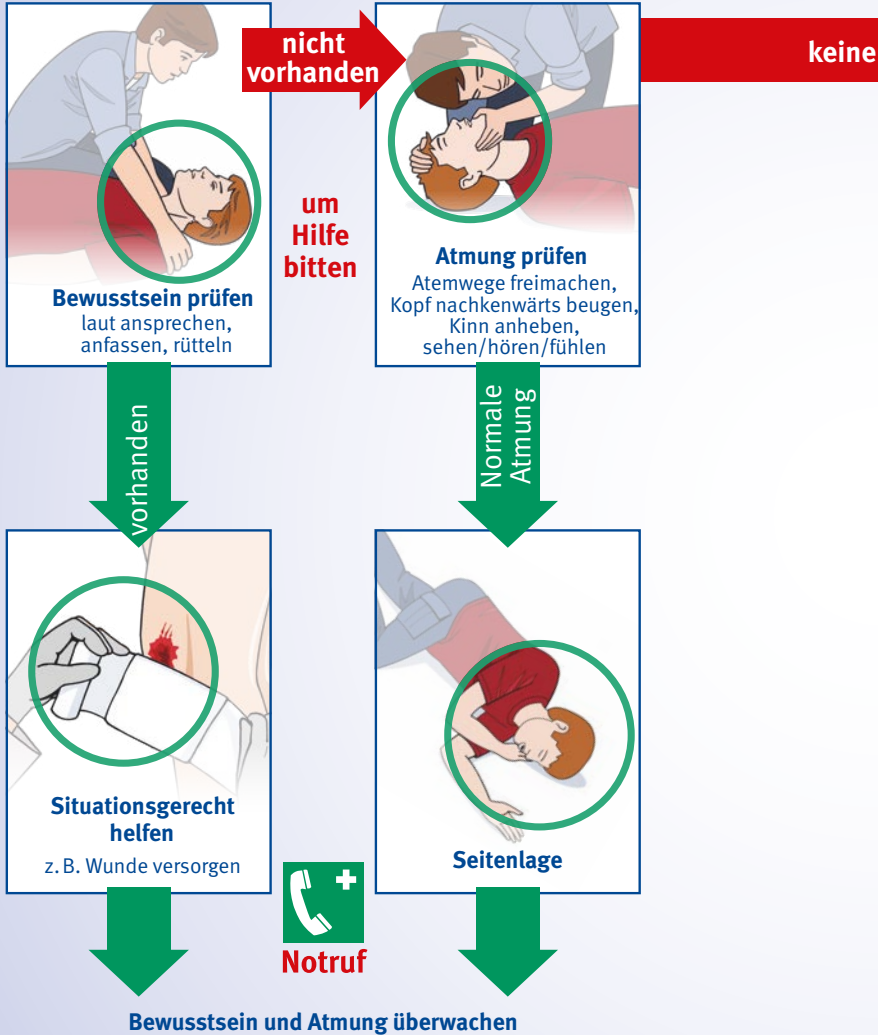 nicht
vorhanden
keine
um
Hilfe
bitten
Bewusstsein prüfen
laut ansprechen,
anfassen, rütteln
Atmung prüfen
Atemwege freimachen,
Kopf nachkenwärts beugen,
Kinn anheben,
sehen/hören/fühlen
vorhanden
Normale
Atmung
Situationsgerecht
helfen
z.B. Wunde versorgen
Seitenlage
Notruf
Bewusstsein und Atmung überwachen